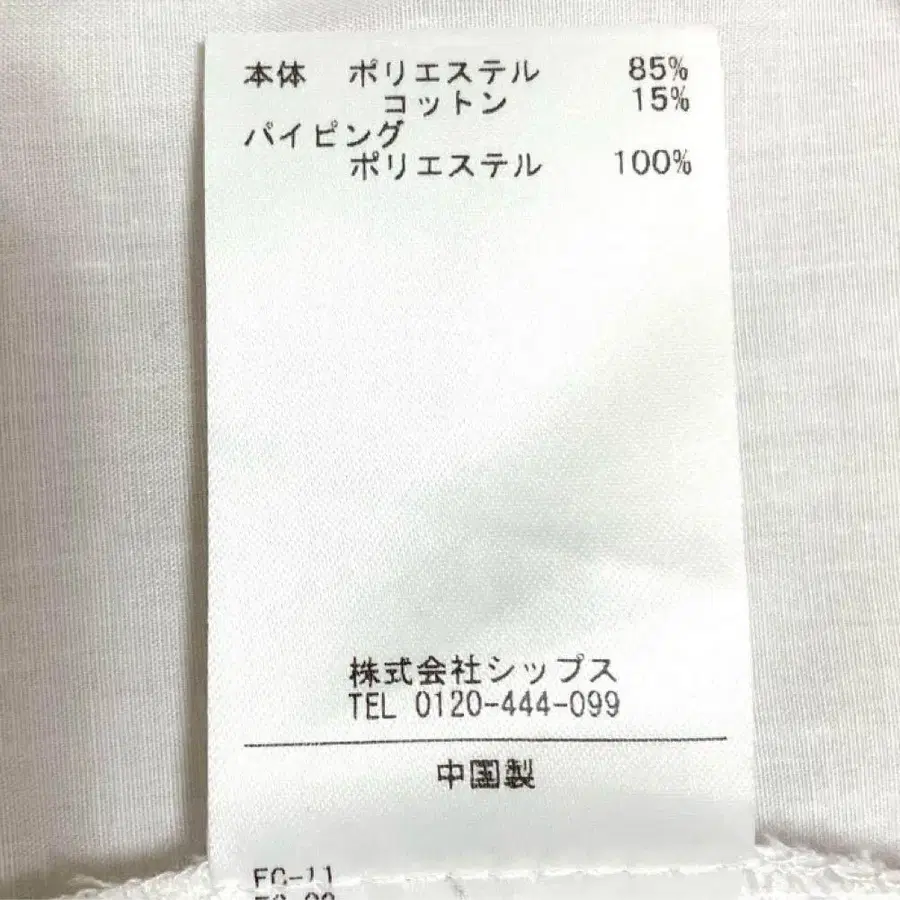 本体 ポリエステル 85%
コットン 15%
パイピング
ポリエステル 100%
株式会社シップス
TEL 0120-444-099
中国製
FC-11